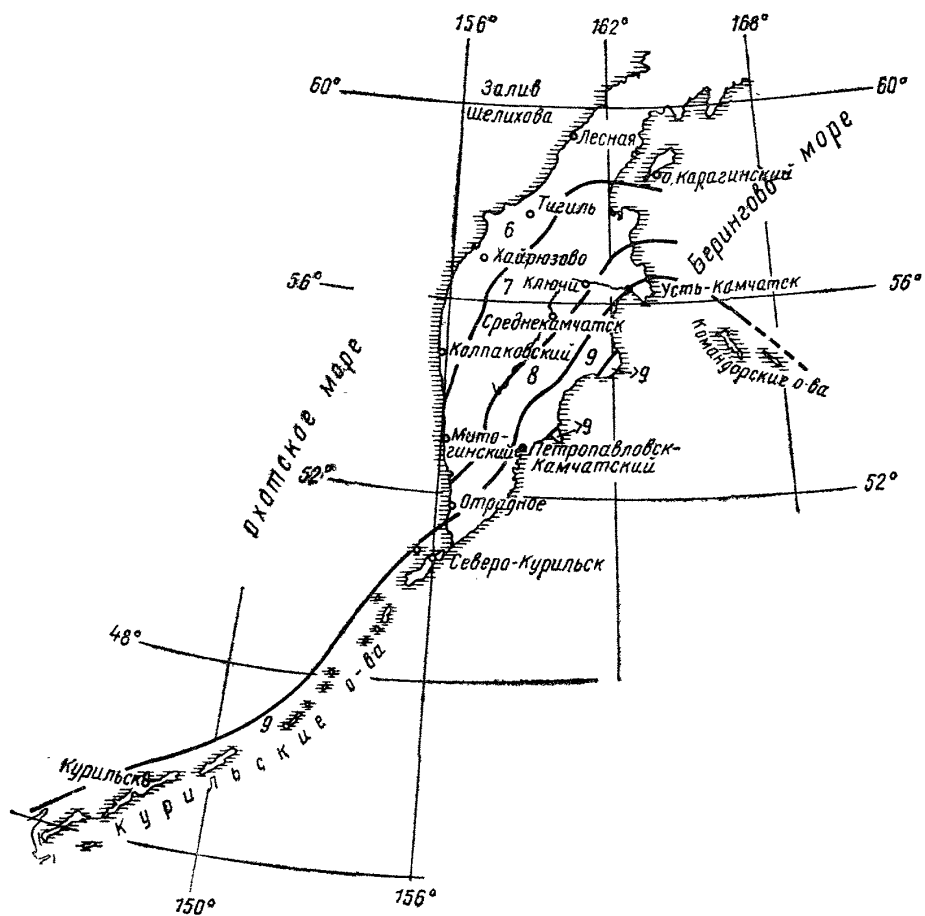 156° 162° 168°
60° Залив 60°
Шелихова
Лесная
о. Карагинский
Берингово море
Тигиль
6
Хайрюзово
56° 7 Ключи Усть-Камчатск 56°
Среднекамчатск
Командорские о-ва
Колпаковский 8 9 >9
Охотское море
>9
Мито-
гинский
Петропавловск-
Камчатский
52° 52°
Отрадное
Северо-Курильск
48°
9
Курильск
Курильские о-ва
150° 156°